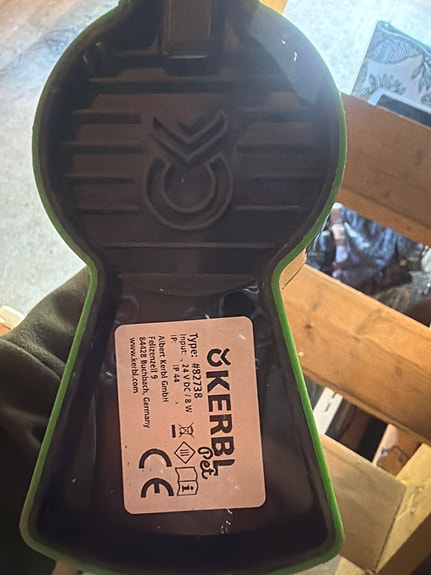 KERBL
Pet
Type: #82738
Input: 24 V DC / 8 W
IP: IP 44
Albert Kerbl GmbH
Felizenzell 9
84428 Buchbach, Germany
www.kerbl.com
CE